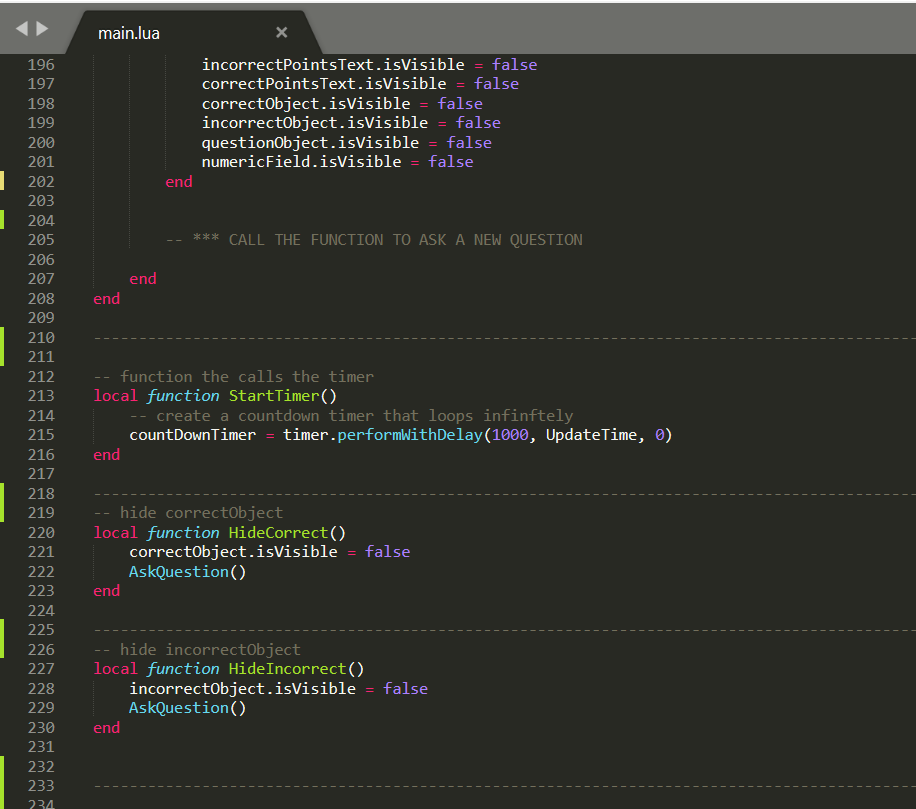 main.lua ×
196 incorrectPointsText.isVisible = false
197 correctPointsText.isVisible = false
198 correctObject.isVisible = false
199 incorrectObject.isVisible = false
200 questionObject.isVisible = false
201 numericField.isVisible = false
202 end
203
204
205 -- *** CALL THE FUNCTION TO ASK A NEW QUESTION
206
207 end
208 end
209
210 --------------------------------------------------------------------------------------------
211
212 -- function the calls the timer
213 local function StartTimer()
214 -- create a countdown timer that loops infinftely
215 countDownTimer = timer.performWithDelay(1000, UpdateTime, 0)
216 end
217
218 --------------------------------------------------------------------------------------------
219 -- hide correctObject
220 local function HideCorrect()
221 correctObject.isVisible = false
222 AskQuestion()
223 end
224
225 --------------------------------------------------------------------------------------------
226 -- hide incorrectObject
227 local function HideIncorrect()
228 incorrectObject.isVisible = false
229 AskQuestion()
230 end
231
232
233 --------------------------------------------------------------------------------------------
234